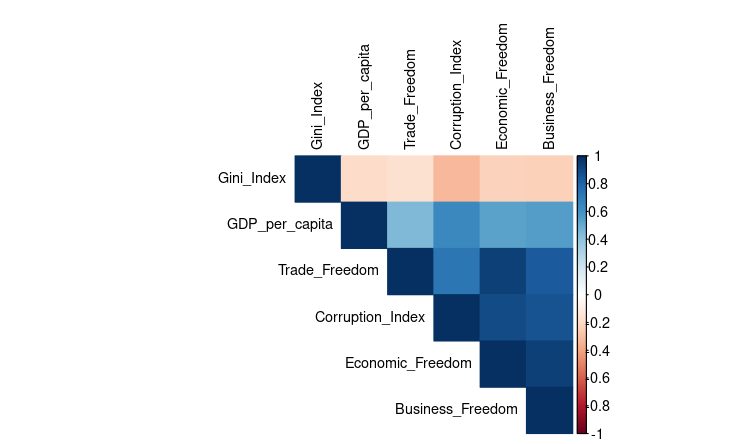 Gini_Index
GDP_per_capita
Trade_Freedom
Corruption_Index
Economic_Freedom
Business_Freedom
Gini_Index
GDP_per_capita
Trade_Freedom
Corruption_Index
Economic_Freedom
Business_Freedom
1
0.8
0.6
0.4
0.2
0
-0.2
-0.4
-0.6
-0.8
-1